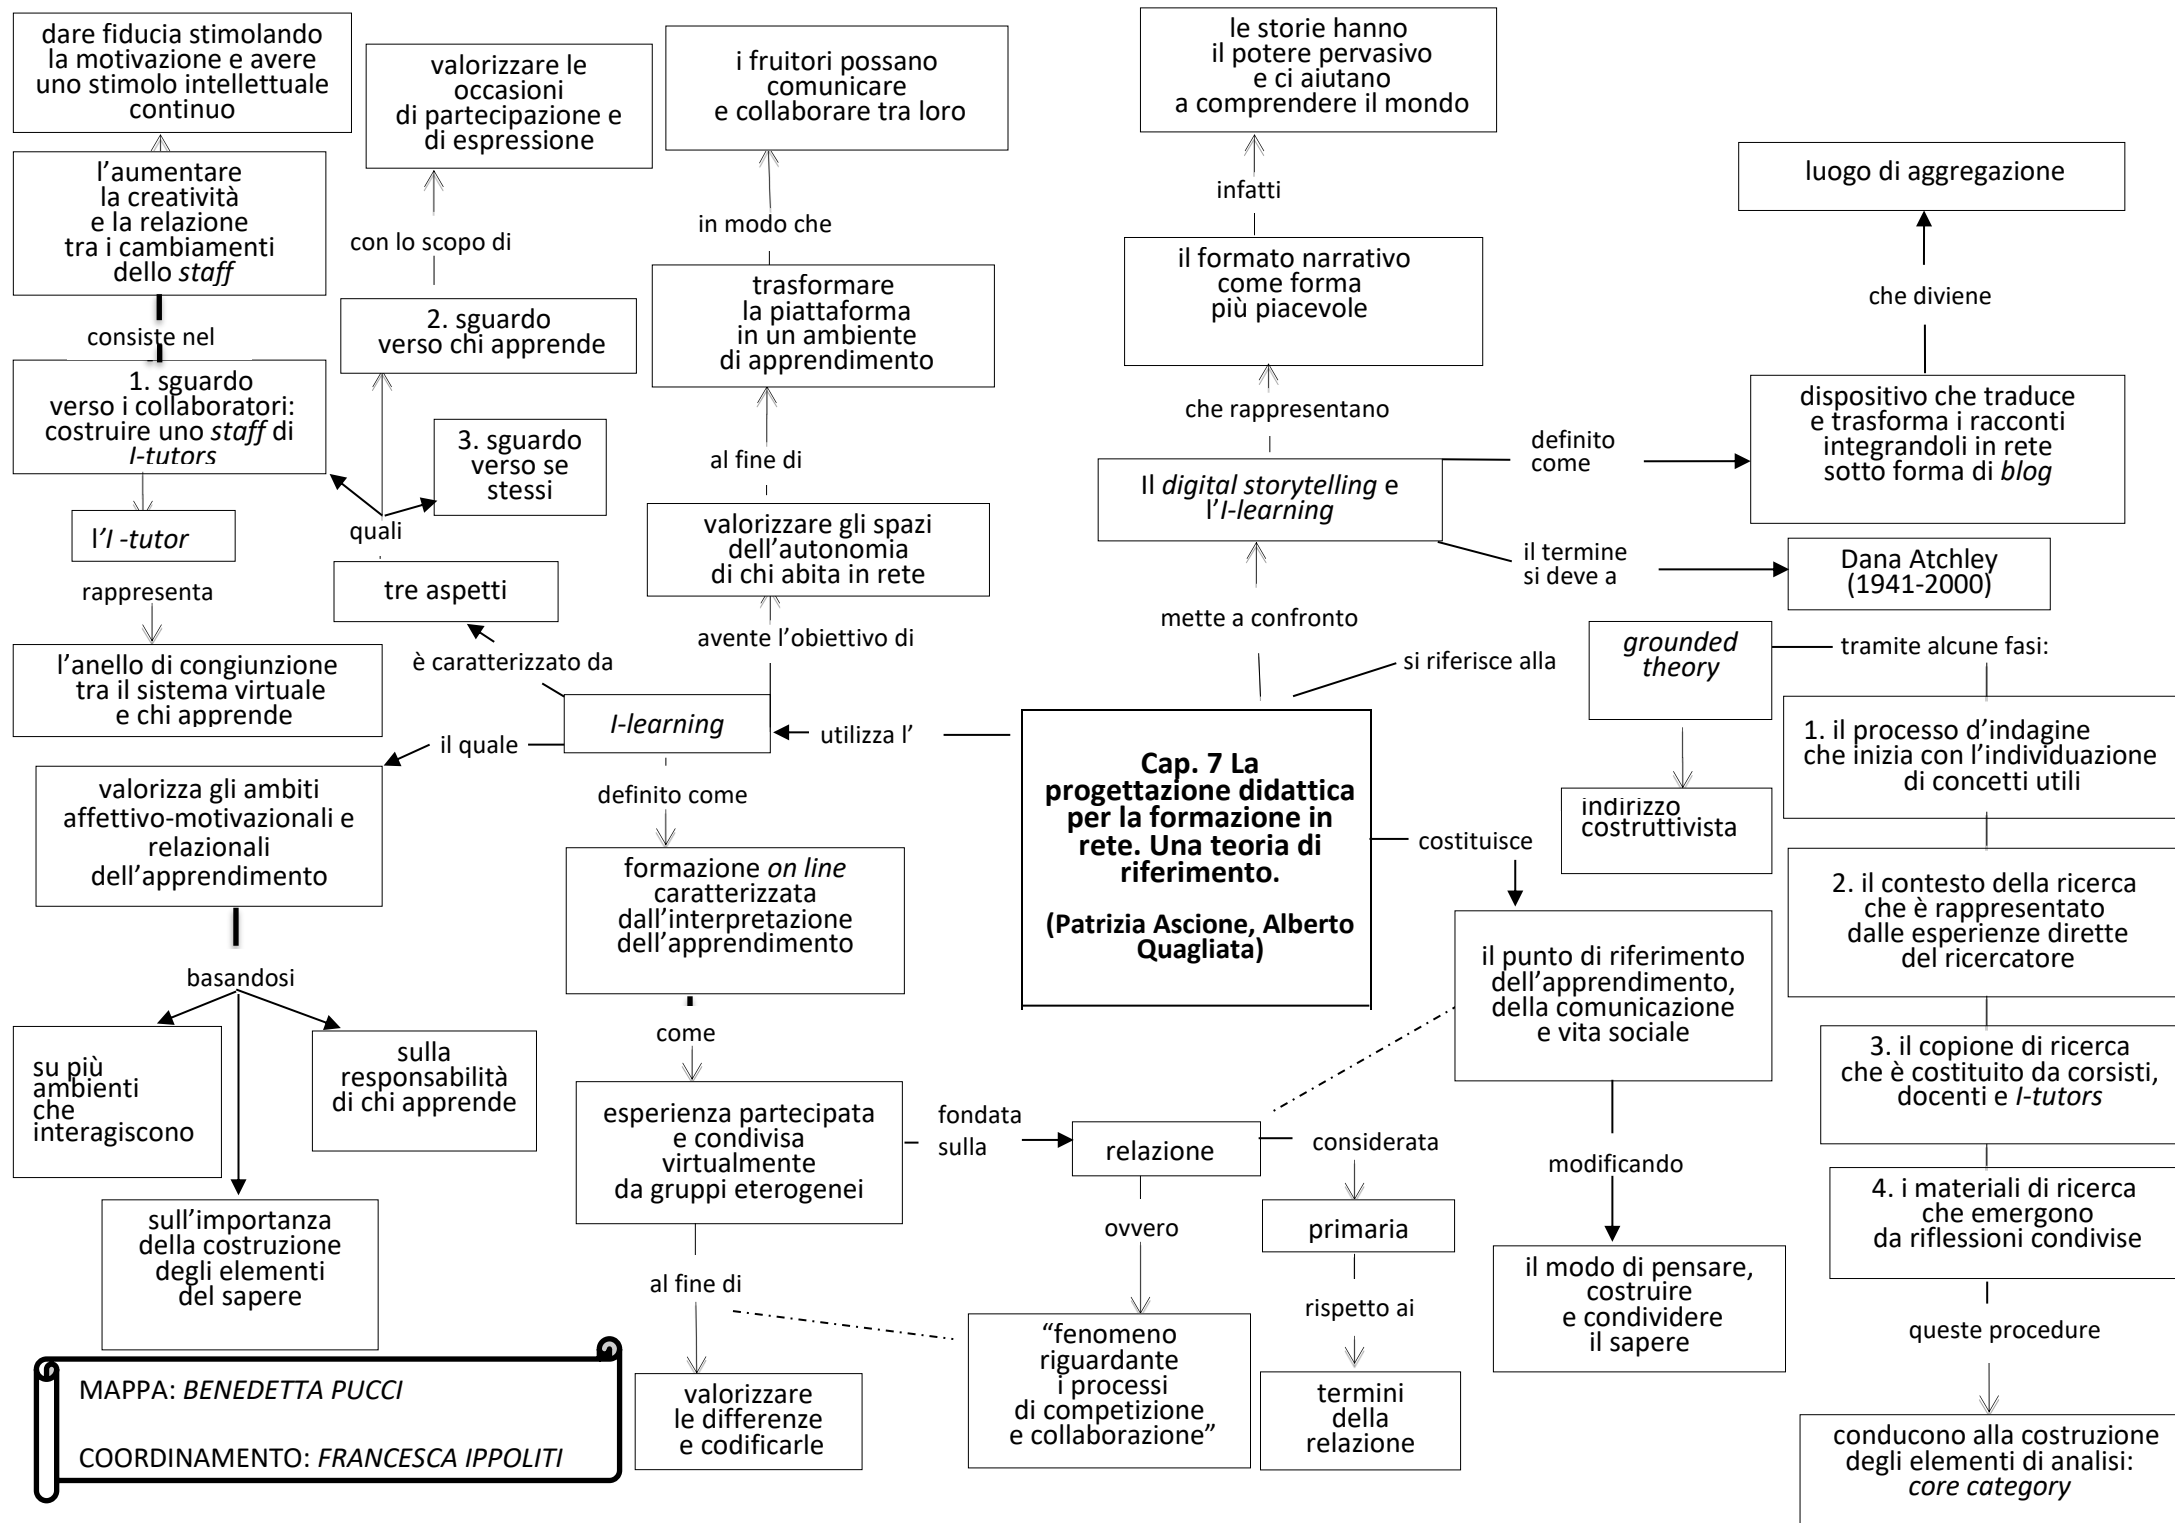 dare fiducia stimolando
la motivazione e avere
uno stimolo intellettuale
continuo
l’aumentare
la creatività
e la relazione
tra i cambiamenti
dello staff
consiste nel
1. sguardo
verso i collaboratori:
costruire uno staff di
I-tutors
l’I -tutor
rappresenta
l’anello di congiunzione
tra il sistema virtuale
e chi apprende
valorizzare le
occasioni
di partecipazione e
di espressione
con lo scopo di
2. sguardo
verso chi apprende
3. sguardo
verso se
stessi
quali
tre aspetti
è caratterizzato da
i fruitori possano
comunicare
e collaborare tra loro
in modo che
trasformare
la piattaforma
in un ambiente
di apprendimento
al fine di
valorizzare gli spazi
dell’autonomia
di chi abita in rete
avente l’obiettivo di
I-learning
utilizza l’
il quale
valorizza gli ambiti
affettivo-motivazionali e
relazionali
dell’apprendimento
basandosi
su più
ambienti
che
interagiscono
sulla
responsabilità
di chi apprende
sull’importanza
della costruzione
degli elementi
del sapere
definito come
formazione on line
caratterizzata
dall’interpretazione
dell’apprendimento
come
esperienza partecipata
e condivisa
virtualmente
da gruppi eterogenei
al fine di
valorizzare
le differenze
e codificarle
fondata
sulla
relazione
ovvero
“fenomeno
riguardante
i processi
di competizione
e collaborazione”
considerata
primaria
rispetto ai
termini
della
relazione
le storie hanno
il potere pervasivo
e ci aiutano
a comprendere il mondo
infatti
il formato narrativo
come forma
più piacevole
che rappresentano
Il digital storytelling e
l’I-learning
mette a confronto
definito
come
dispositivo che traduce
e trasforma i racconti
integrandoli in rete
sotto forma di blog
che diviene
luogo di aggregazione
il termine
si deve a
Dana Atchley
(1941-2000)
Cap. 7 La
progettazione didattica
per la formazione in
rete. Una teoria di
riferimento.
(Patrizia Ascione, Alberto
Quagliata)
si riferisce alla
grounded
theory
indirizzo
costruttivista
tramite alcune fasi:
1. il processo d’indagine
che inizia con l’individuazione
di concetti utili
2. il contesto della ricerca
che è rappresentato
dalle esperienze dirette
del ricercatore
3. il copione di ricerca
che è costituito da corsisti,
docenti e I-tutors
4. i materiali di ricerca
che emergono
da riflessioni condivise
queste procedure
conducono alla costruzione
degli elementi di analisi:
core category
costituisce
il punto di riferimento
dell’apprendimento,
della comunicazione
e vita sociale
modificando
il modo di pensare,
costruire
e condividere
il sapere
MAPPA: BENEDETTA PUCCI
COORDINAMENTO: FRANCESCA IPPOLITI